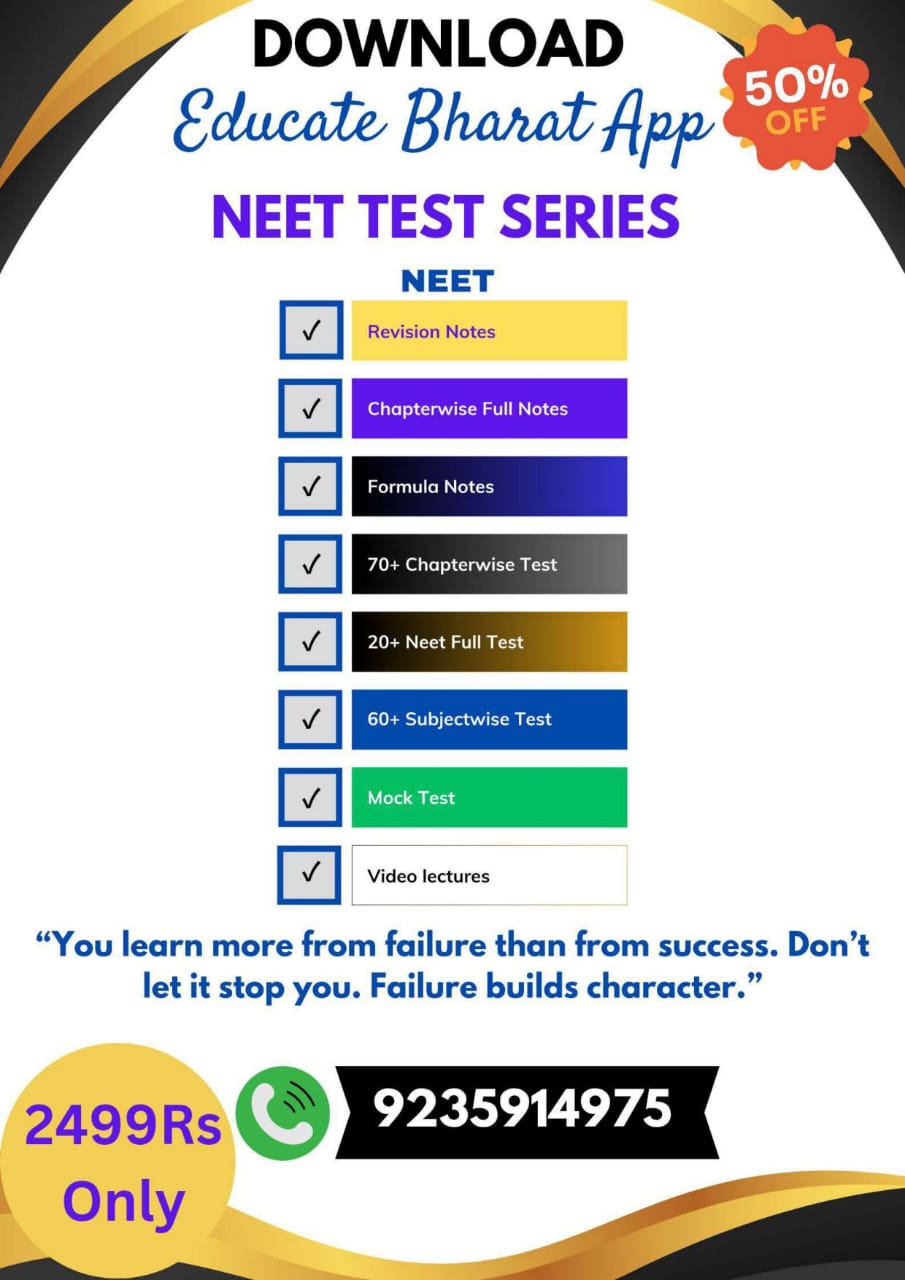 DOWNLOAD
Educate Bharat App
50%
OFF
NEET TEST SERIES
NEET
✓ Revision Notes
✓ Chapterwise Full Notes
✓ Formula Notes
✓ 70+ Chapterwise Test
✓ 20+ Neet Full Test
✓ 60+ Subjectwise Test
✓ Mock Test
✓ Video lectures
“You learn more from failure than from success. Don’t
let it stop you. Failure builds character.”
2499Rs
Only
9235914975